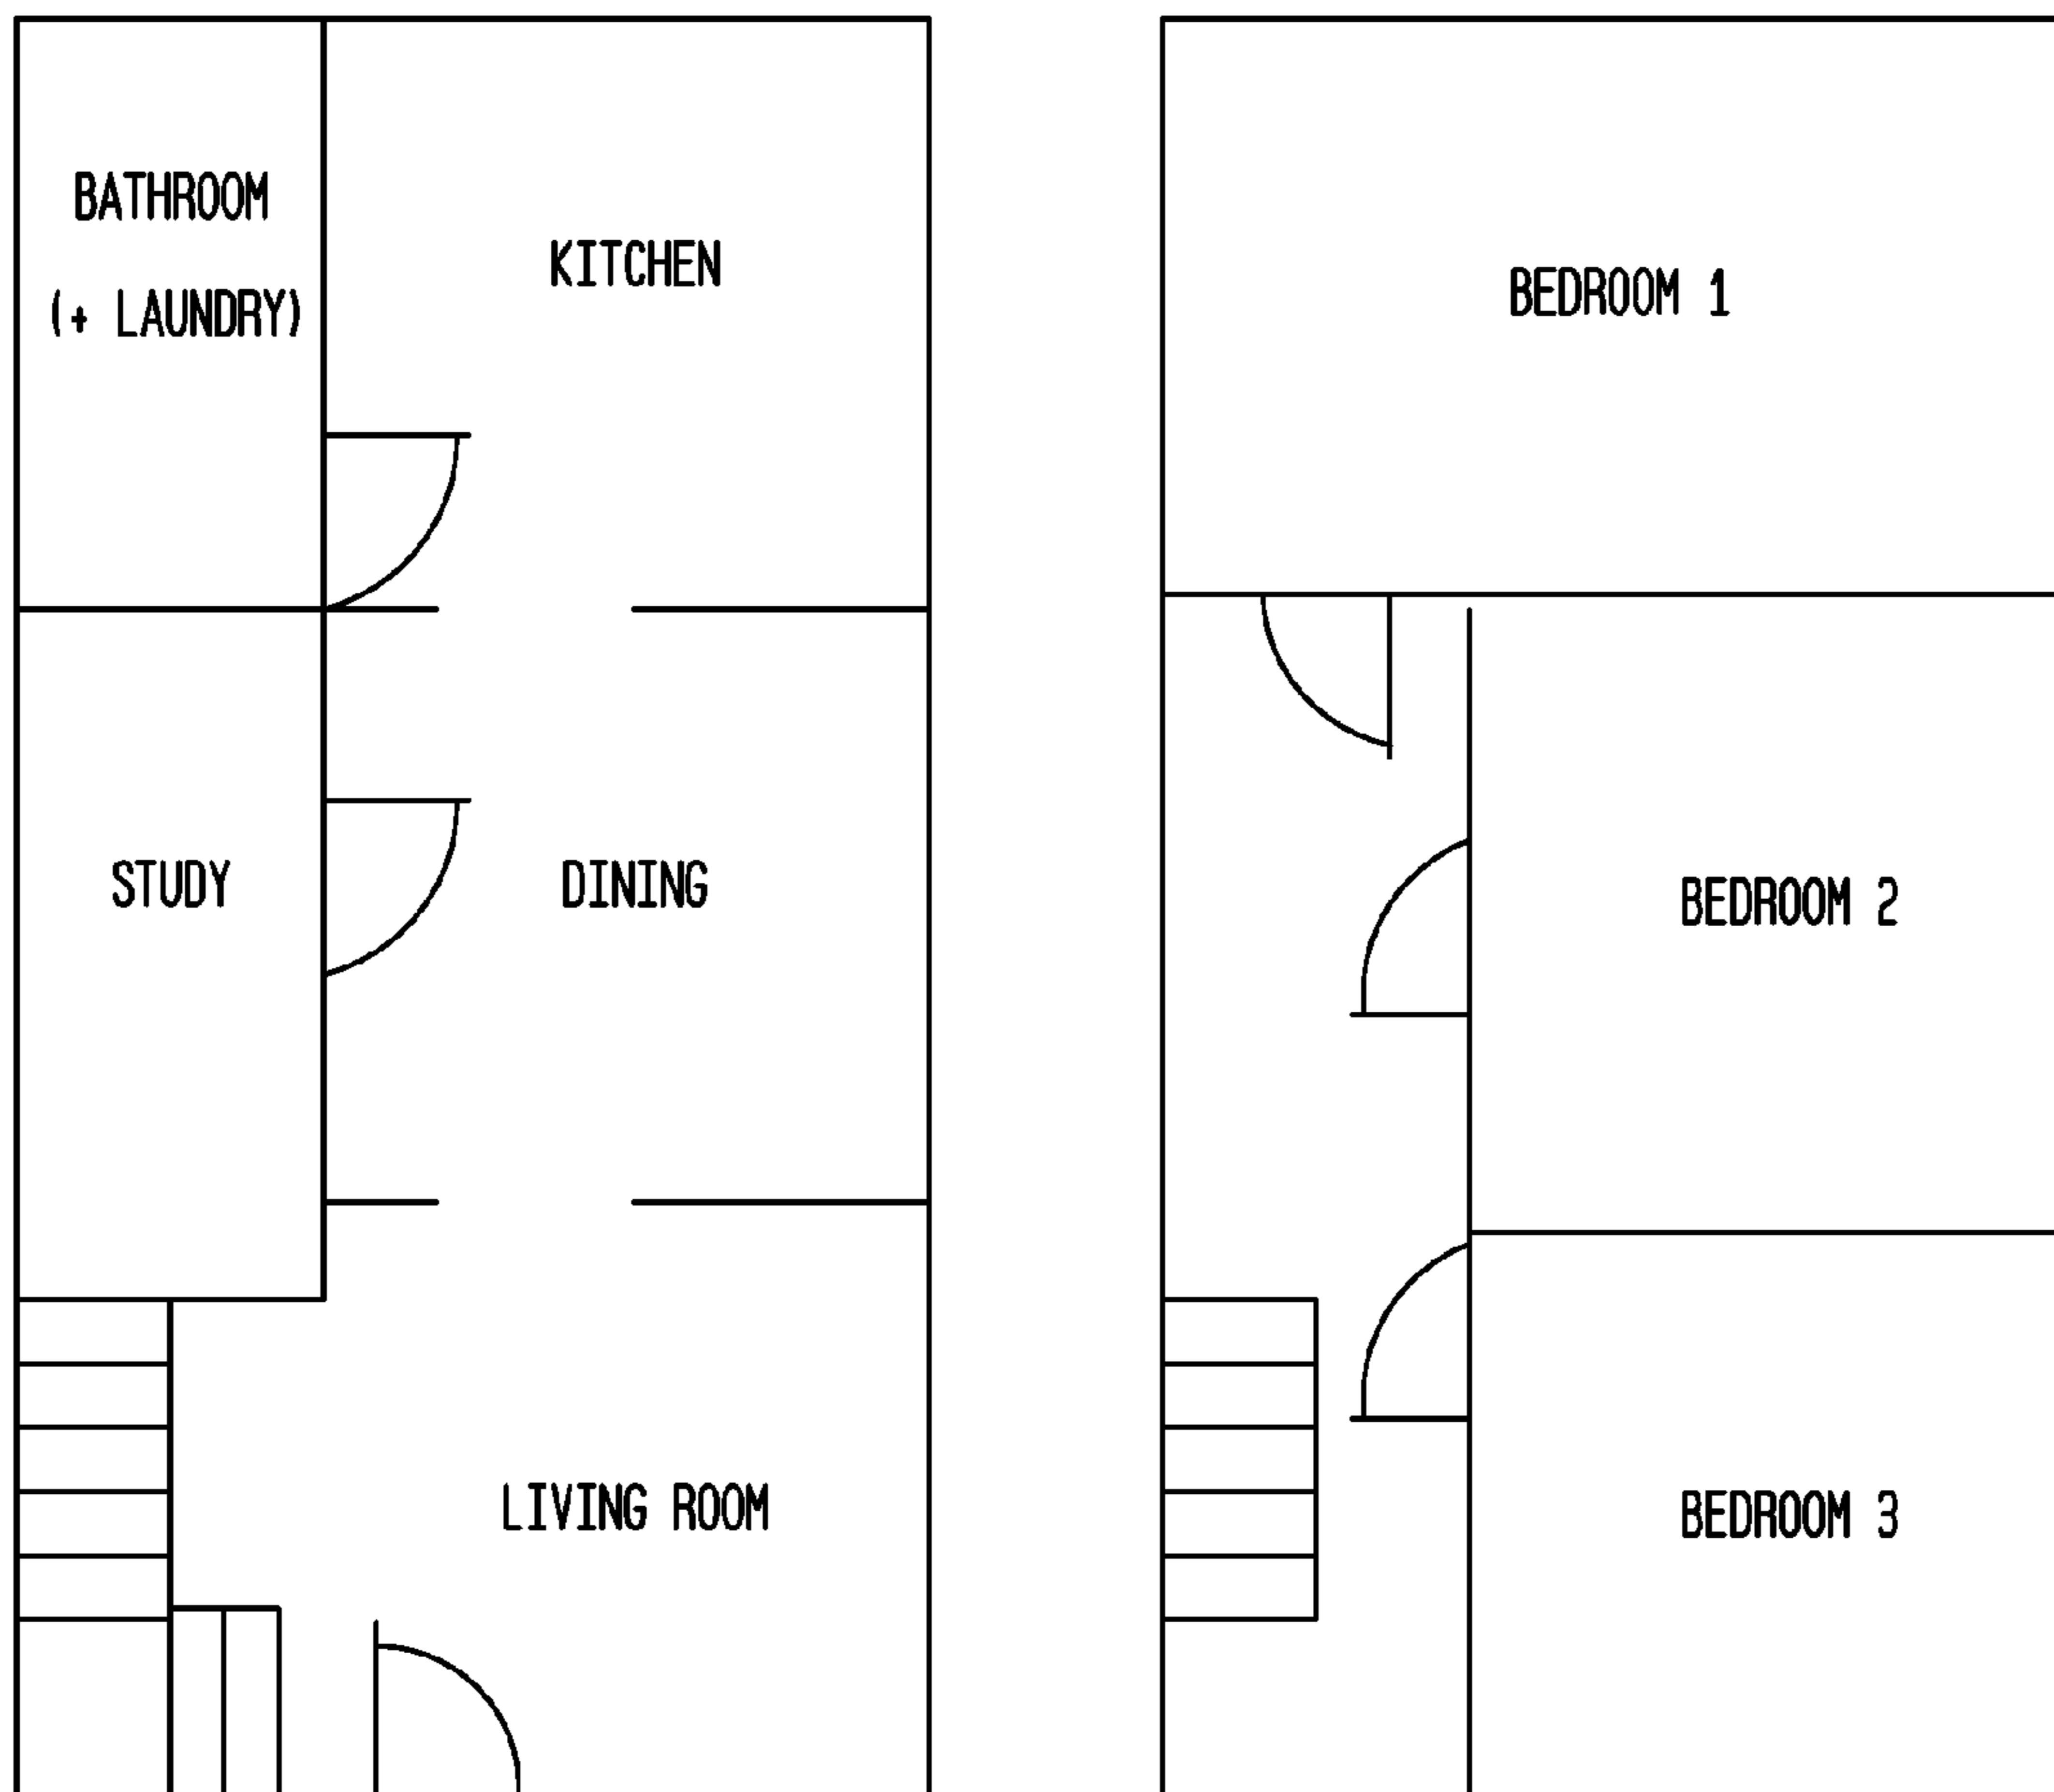 BATHROOM
(+ LAUNDRY)
KITCHEN
STUDY
DINING
LIVING ROOM
BEDROOM 1
BEDROOM 2
BEDROOM 3